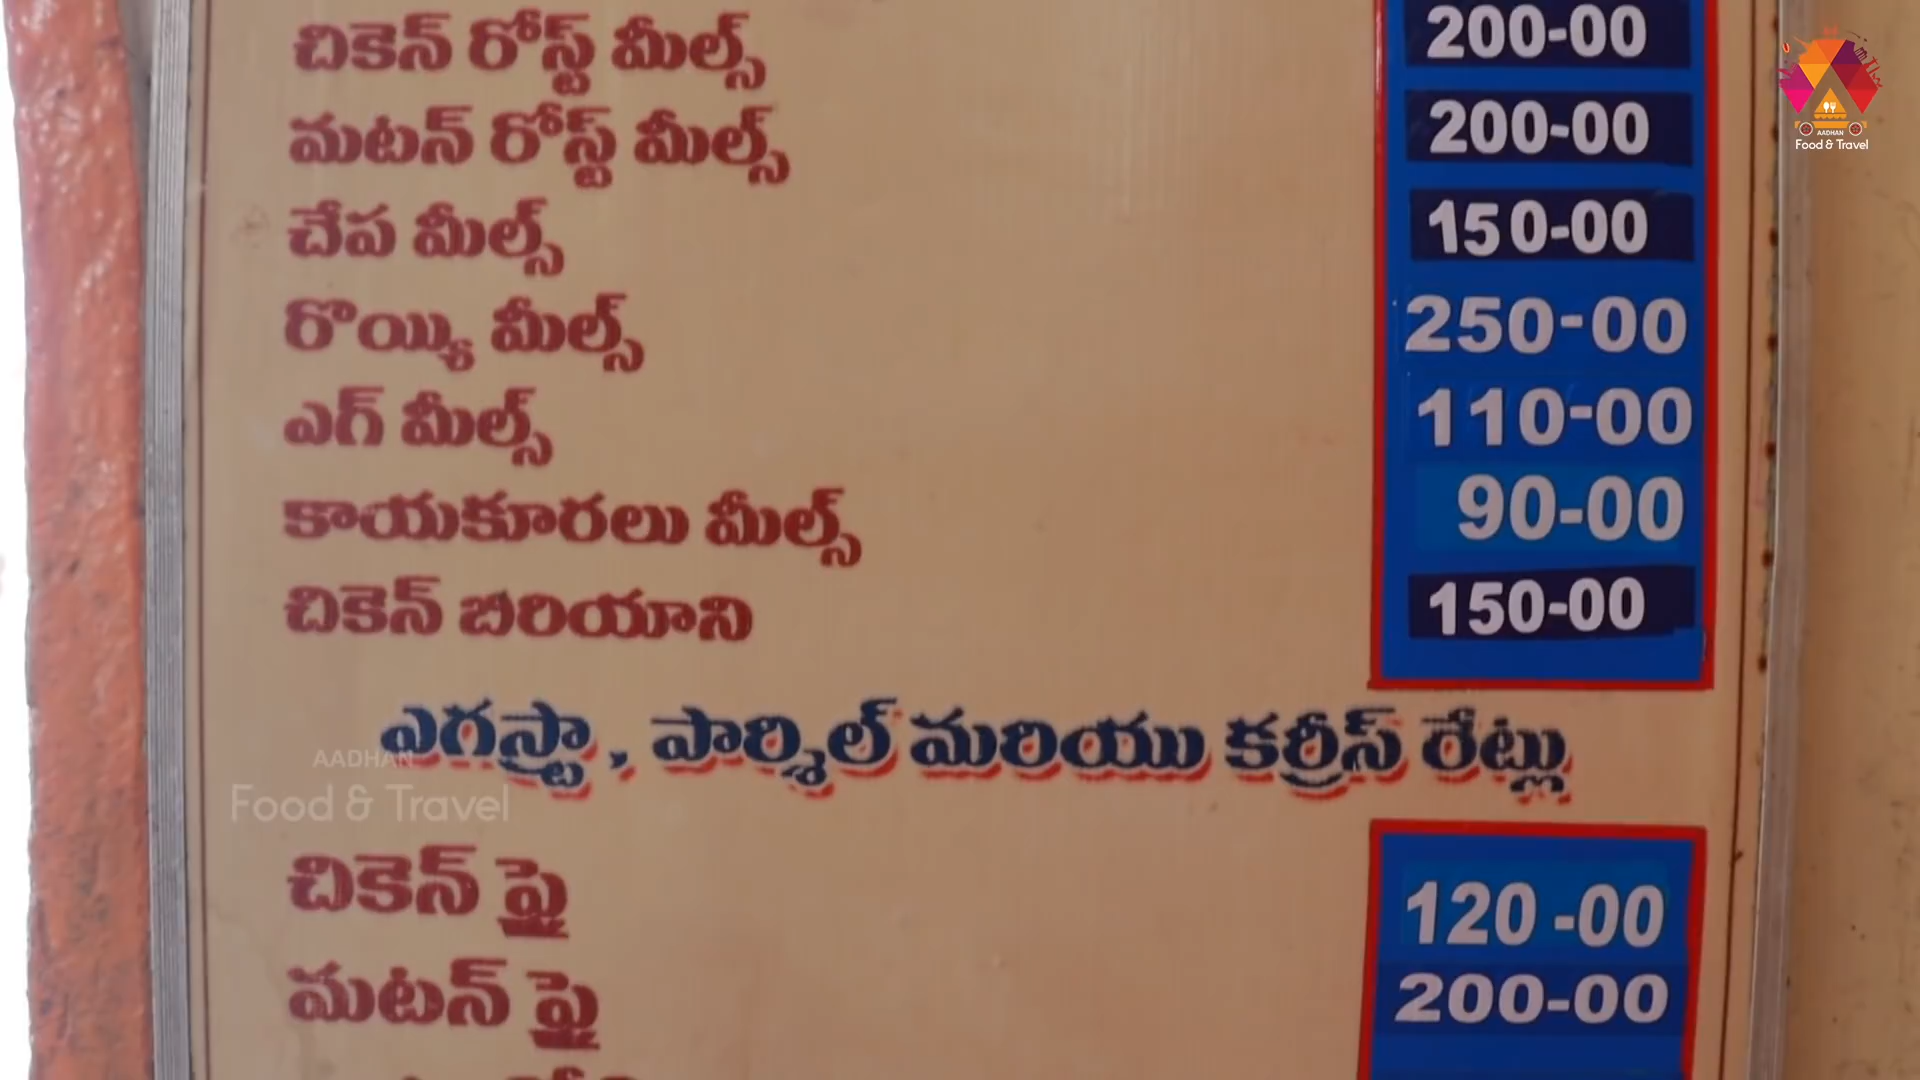 చికెన్ రోస్ట్ మీల్స్ 200-00
మటన్ రోస్ట్ మీల్స్ 200-00
చేప మీల్స్ 150-00
రొయ్యి మీల్స్ 250-00
ఎగ్ మీల్స్ 110-00
కాయకూరలు మీల్స్ 90-00
చికెన్ బిరియాని 150-00
ఎగస్ట్రా, పార్శిల్ మరియు కర్రీస్ రేట్లు
చికెన్ ఫ్రై 120-00
మటన్ ఫ్రై 200-00
AADHAN
Food & Travel
AADHAN
Food & Travel